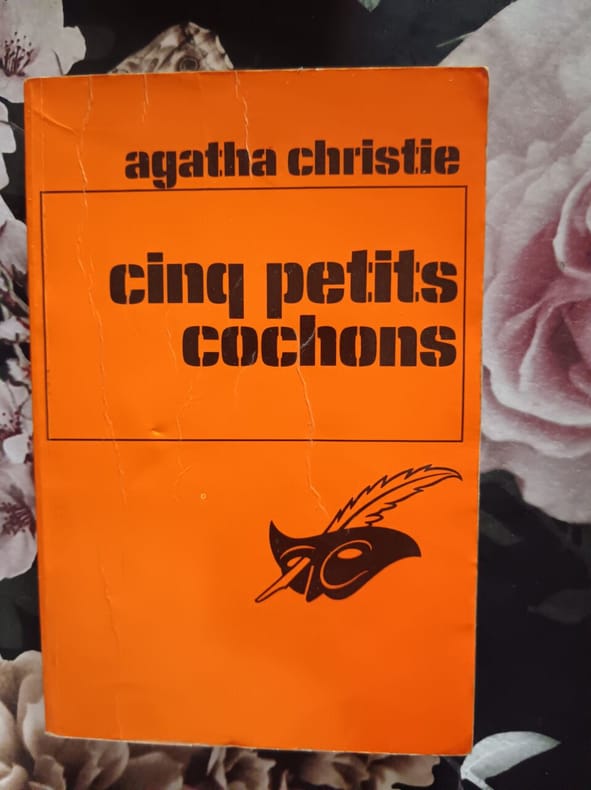 agatha christie
cinq petits
cochons